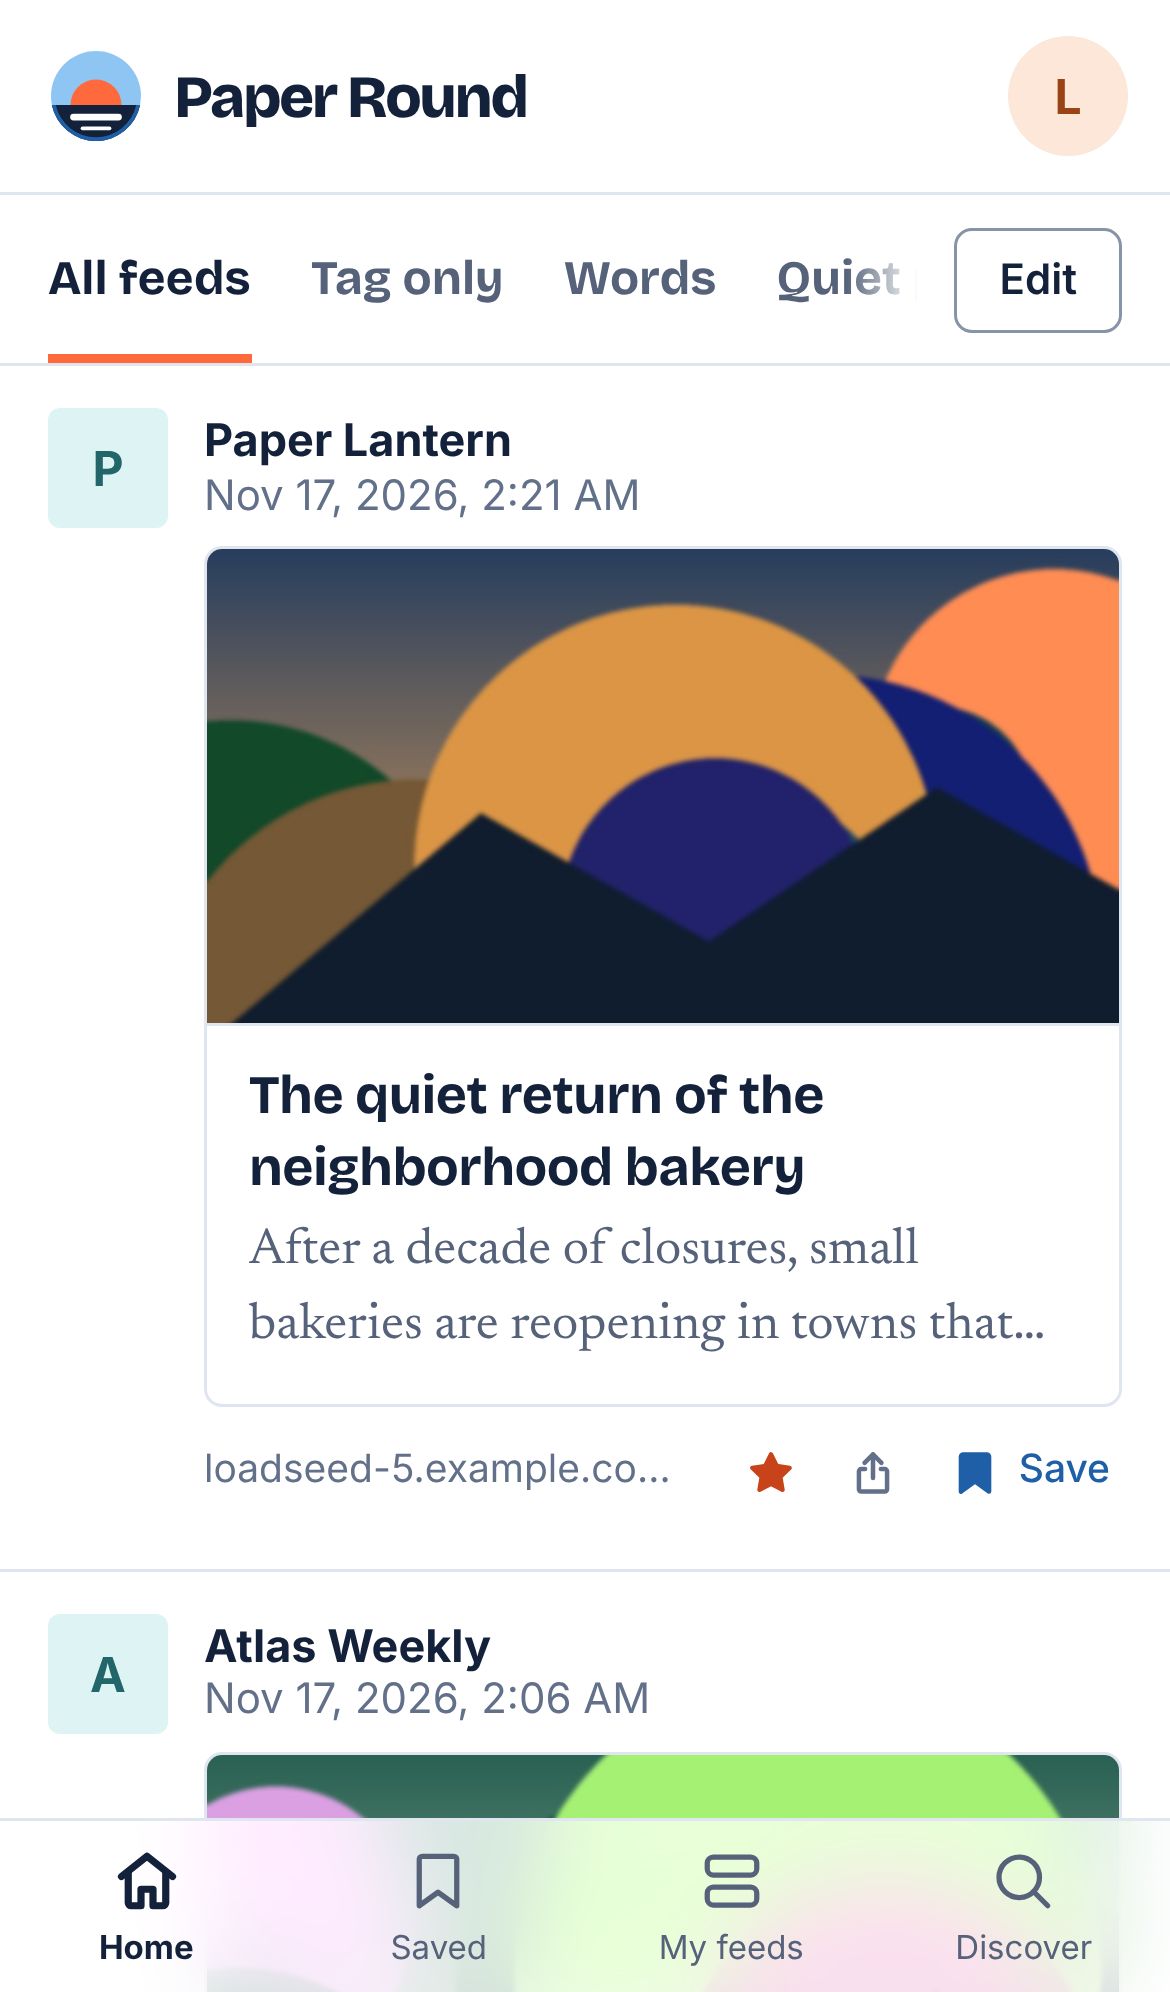 Paper Round
L
All feeds Tag only Words Quiet Edit
P
Paper Lantern
Nov 17, 2026, 2:21 AM
The quiet return of the
neighborhood bakery
After a decade of closures, small
bakeries are reopening in towns that...
loadseed-5.example.co... Save
A
Atlas Weekly
Nov 17, 2026, 2:06 AM
Home Saved My feeds Discover